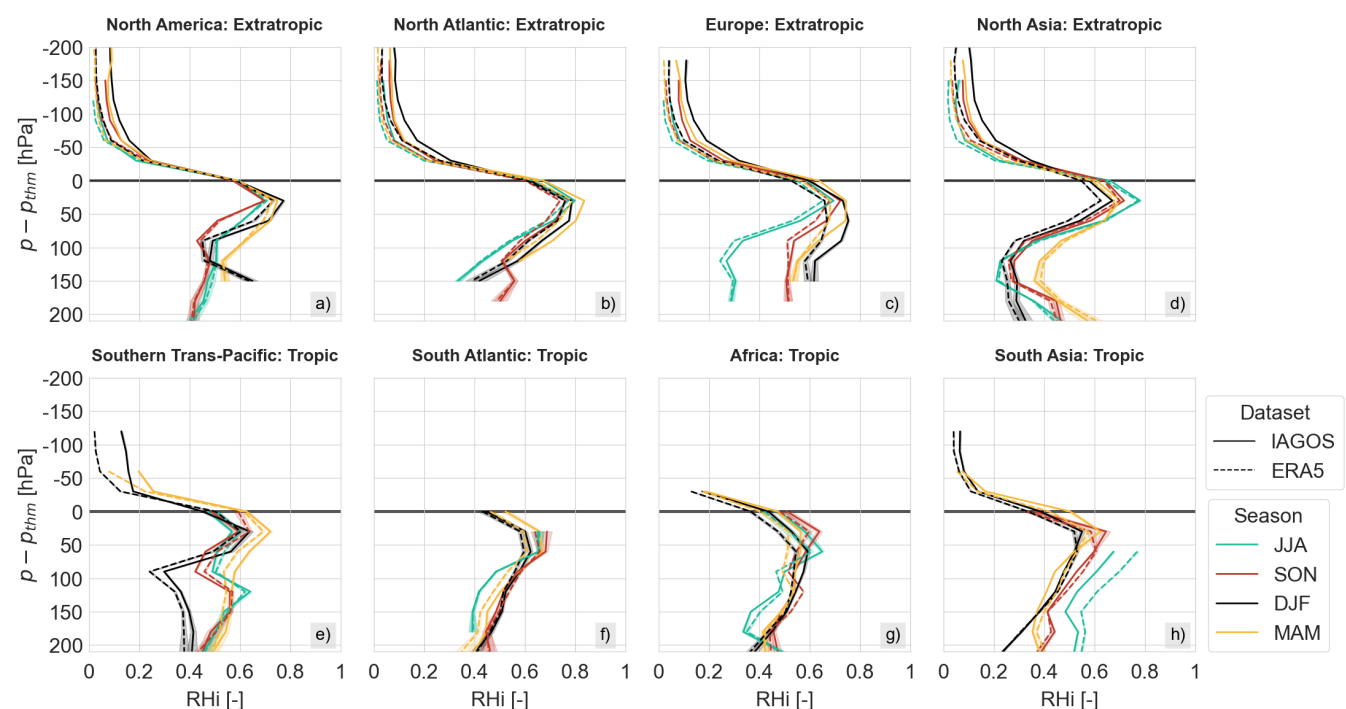 North America: Extratropic
North Atlantic: Extratropic
Europe: Extratropic
North Asia: Extratropic
-200
-150
-100
-50
0
50
100
150
200
p − pthm [hPa]
a)
b)
c)
d)
Southern Trans-Pacific: Tropic
South Atlantic: Tropic
Africa: Tropic
South Asia: Tropic
-200
-150
-100
-50
0
50
100
150
200
p − pthm [hPa]
e)
f)
g)
h)
0 0.2 0.4 0.6 0.8 1
0 0.2 0.4 0.6 0.8 1
0 0.2 0.4 0.6 0.8 1
0 0.2 0.4 0.6 0.8 1
RHi [-]
RHi [-]
RHi [-]
RHi [-]
Dataset
IAGOS
ERA5
Season
JJA
SON
DJF
MAM